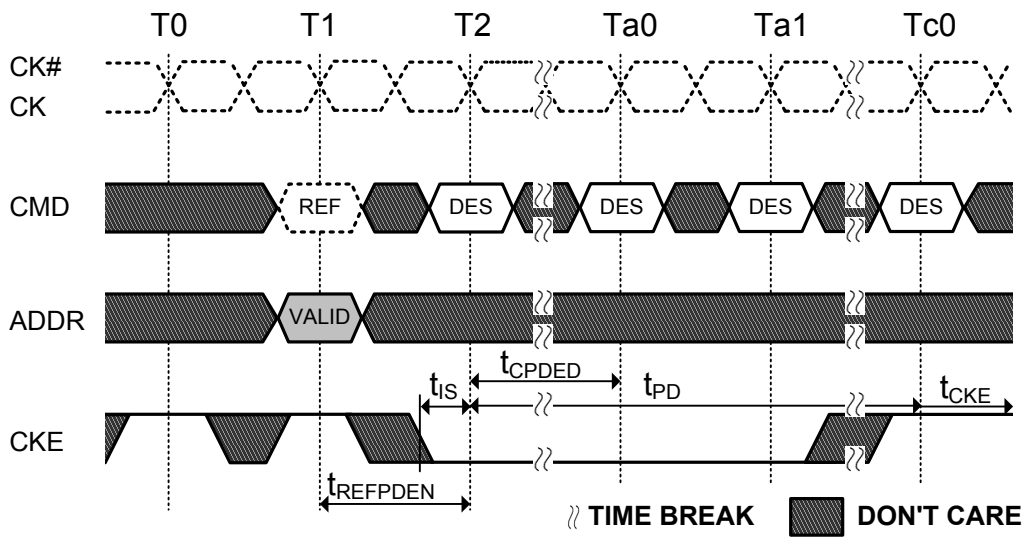 T0 T1 T2 Ta0 Ta1 Tc0
CK#
CK
CMD REF DES DES DES DES
ADDR VALID
tCPDED
tIS tPD tCKE
CKE
tREFPDEN
TIME BREAK DON'T CARE